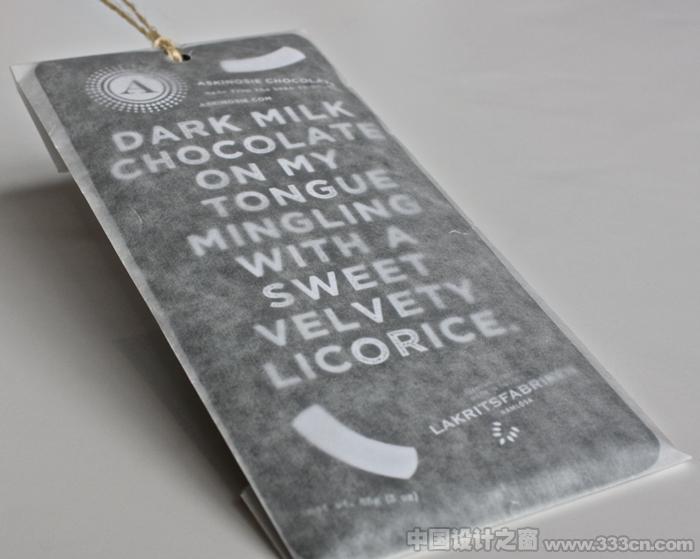 A
ASKINOSIE CHOCOLATE
ASKINOSIE.COM
DARK MILK
CHOCOLATE
ON MY
TONGUE
MINGLING
WITH A
SWEET
VELVETY
LICORICE.
LAKRITSFABRIKEN
RAMLÖSA
中国设计之窗 www.333cn.com